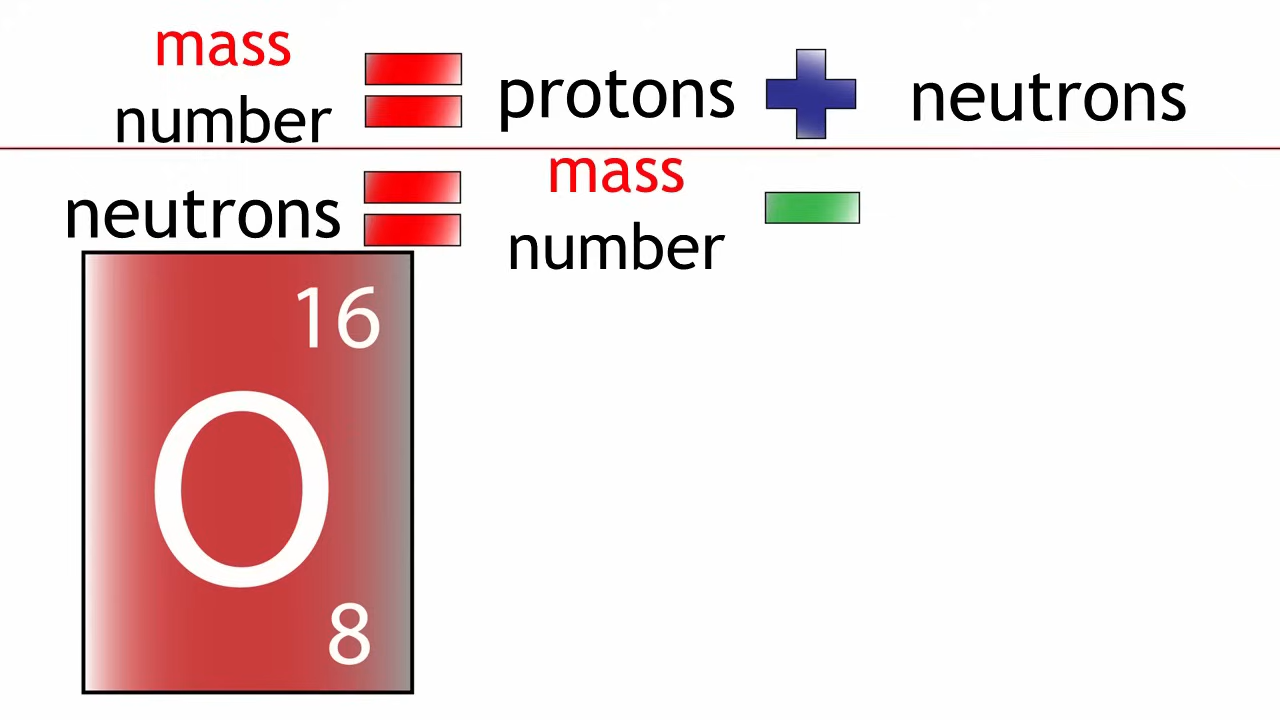 mass
number = protons + neutrons
neutrons = mass
number -
16
O
8